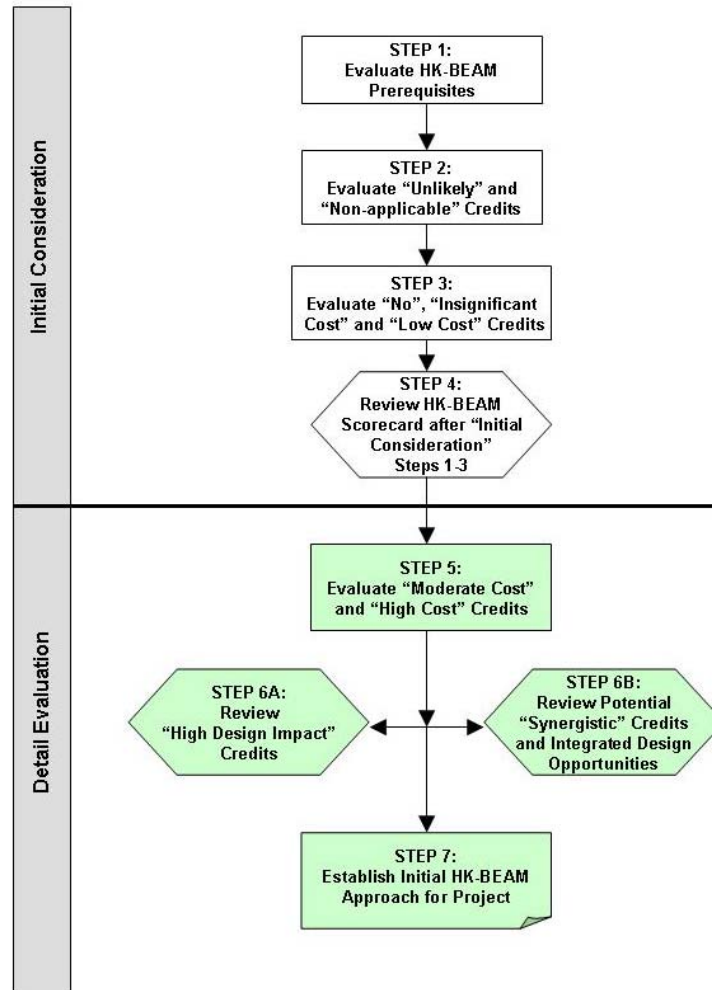 Initial Consideration
STEP 1:
Evaluate HK-BEAM
Prerequisites
STEP 2:
Evaluate “Unlikely” and
“Non-applicable” Credits
STEP 3:
Evaluate “No”, “Insignificant
Cost” and “Low Cost” Credits
STEP 4:
Review HK-BEAM
Scorecard after “Initial
Consideration”
Steps 1-3
Detail Evaluation
STEP 5:
Evaluate “Moderate Cost”
and “High Cost” Credits
STEP 6A:
Review
“High Design Impact”
Credits
STEP 6B:
Review Potential
“Synergistic” Credits
and Integrated Design
Opportunities
STEP 7:
Establish Initial HK-BEAM
Approach for Project